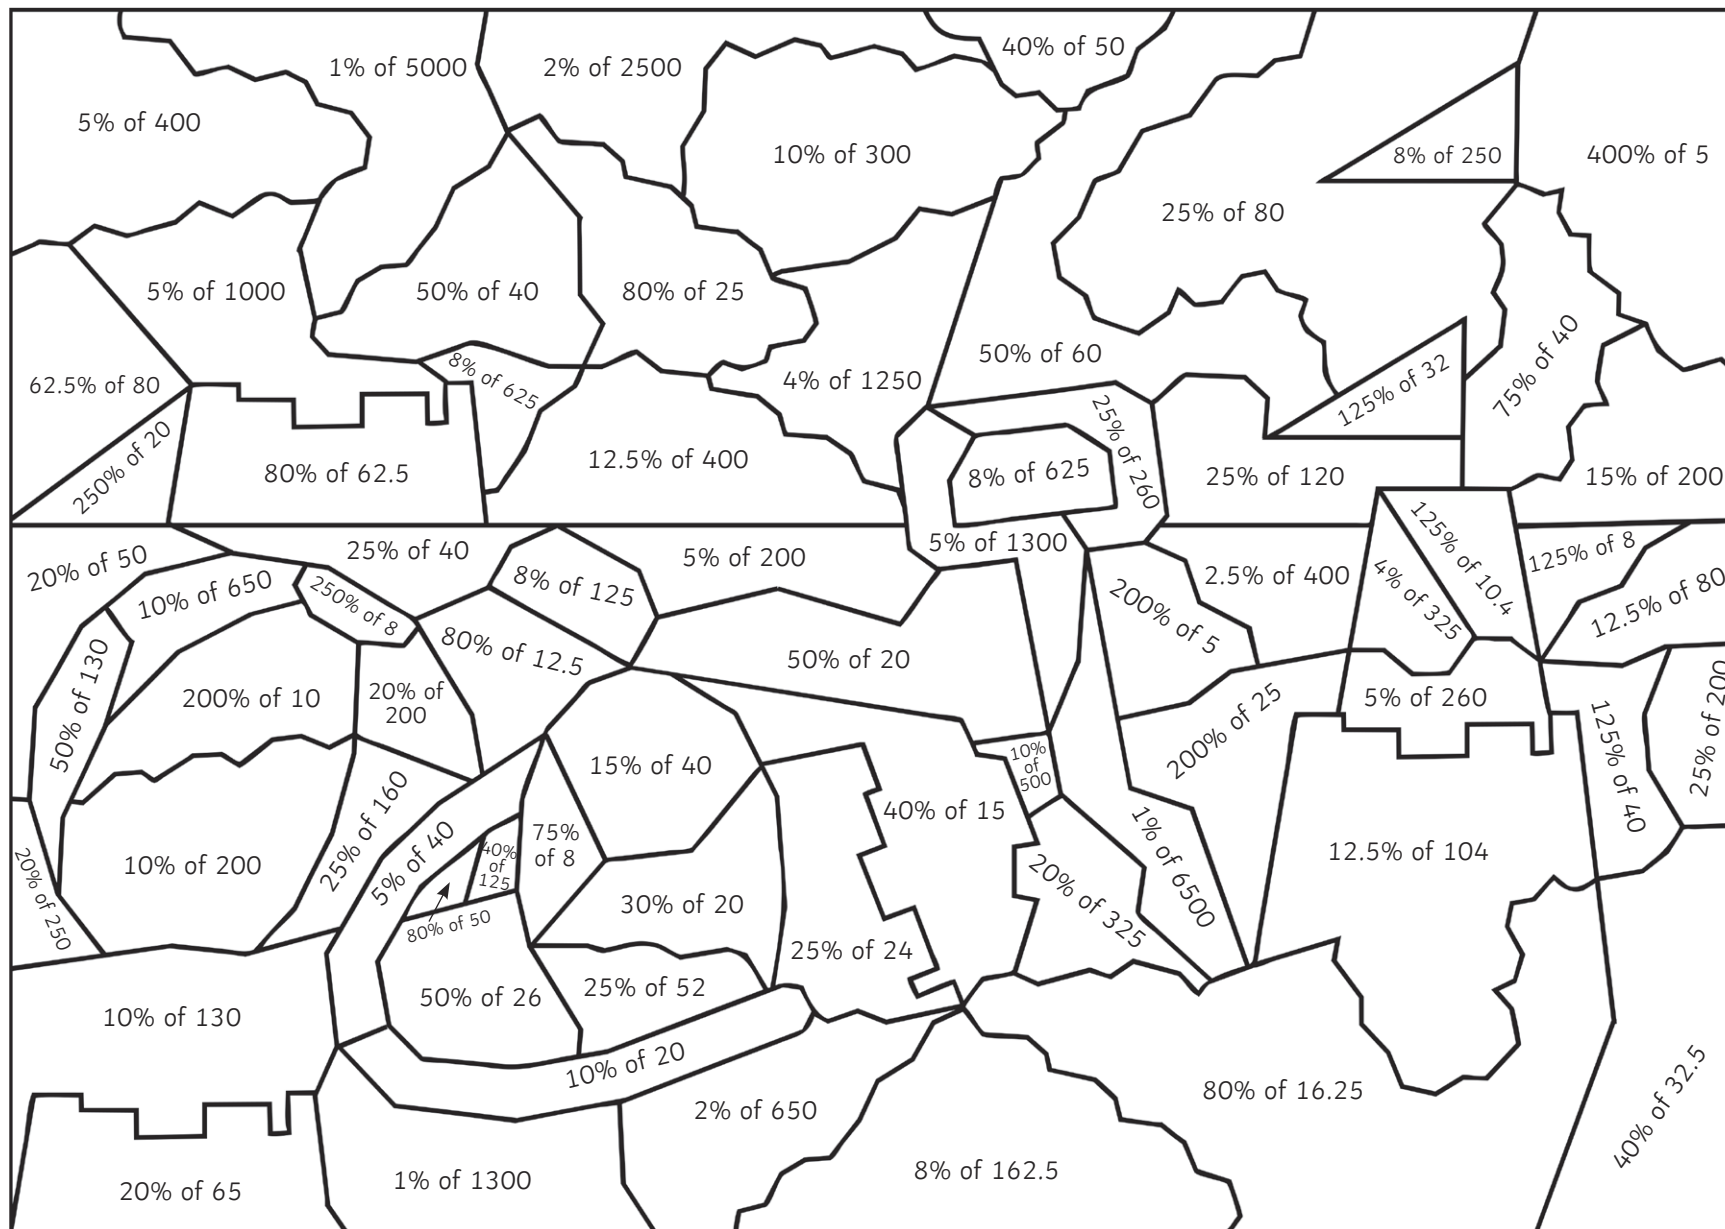 40% of 50
1% of 5000
2% of 2500
5% of 400
10% of 300
8% of 250
400% of 5
25% of 80
5% of 1000
50% of 40
80% of 25
50% of 60
75% of 40
62.5% of 80
8% of 625
4% of 1250
125% of 32
25% of 260
250% of 20
80% of 62.5
12.5% of 400
8% of 625
25% of 120
15% of 200
20% of 50
25% of 40
5% of 200
5% of 1300
125% of 10.4
125% of 8
10% of 650
250% of 8
8% of 125
2.5% of 400
4% of 325
12.5% of 80
200% of 5
50% of 130
80% of 12.5
50% of 20
200% of 10
20% of
200
5% of 260
25% of 200
200% of 25
125% of 40
15% of 40
10%
of
500
25% of 160
40% of 15
5% of 40
40%
of
125
75%
of 8
1% of 6500
12.5% of 104
10% of 200
20% of 250
30% of 20
20% of 325
80% of 50
25% of 24
50% of 26
25% of 52
10% of 130
10% of 20
2% of 650
80% of 16.25
40% of 32.5
20% of 65
1% of 1300
8% of 162.5